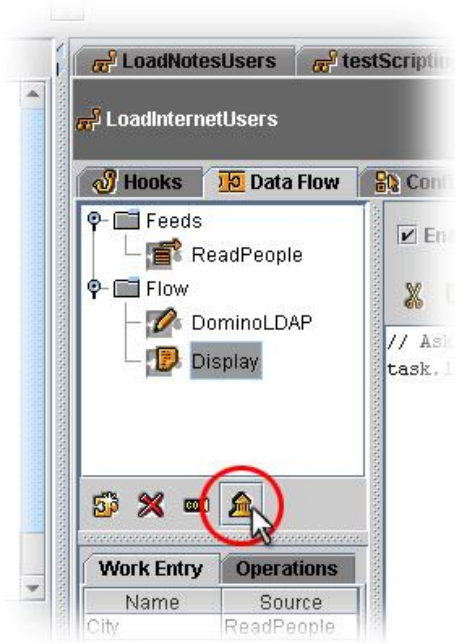 LoadNotesUsers
testScripting
LoadInternetUsers
Hooks
Data Flow
Feeds
ReadPeople
Flow
DominoLDAP
Display
// Ask
task.
Work Entry
Operations
Name
Source
City
ReadPeople